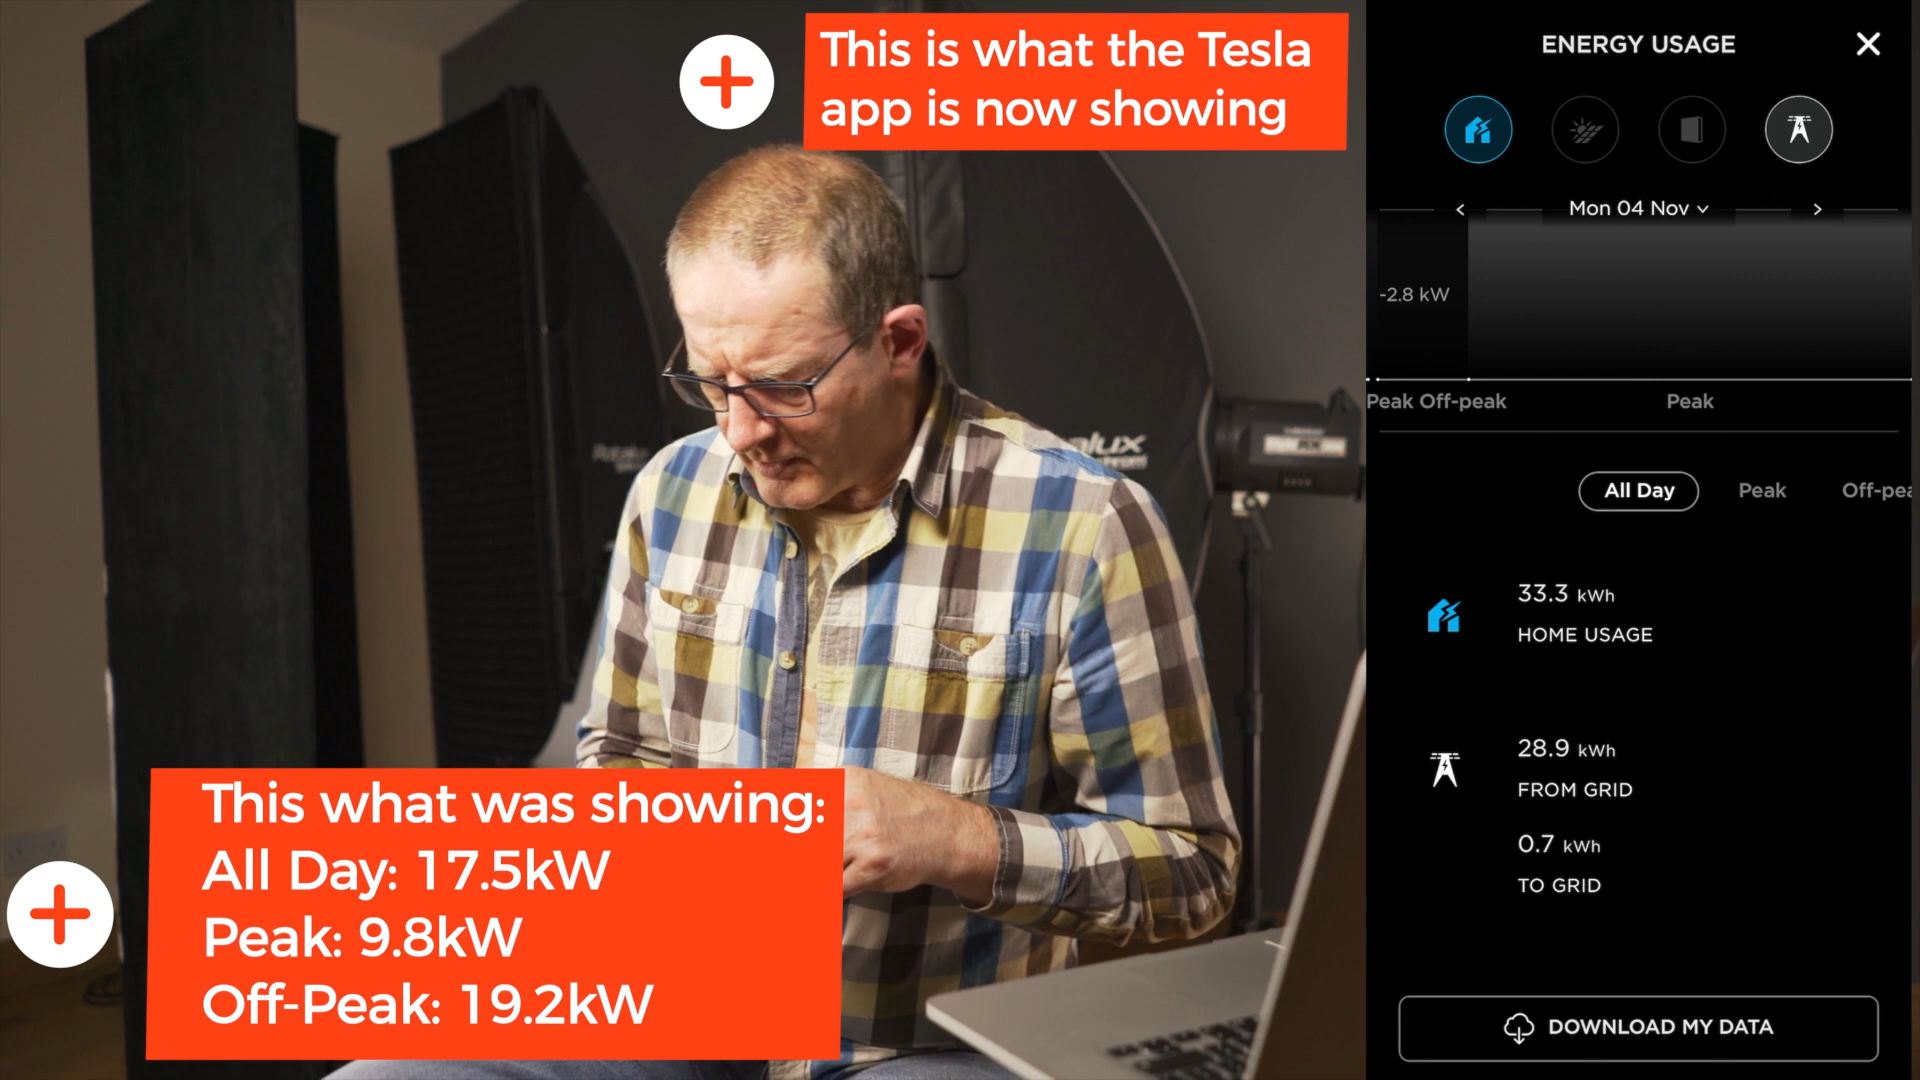 This is what the Tesla
app is now showing
ENERGY USAGE
Mon 04 Nov
-2.8 kW
Peak Off-peak
Peak
All Day
Peak
33.3 kWh
HOME USAGE
28.9 kWh
FROM GRID
0.7 kWh
TO GRID
DOWNLOAD MY DATA
This what was showing:
All Day: 17.5kW
Peak: 9.8kW
Off-Peak: 19.2kW